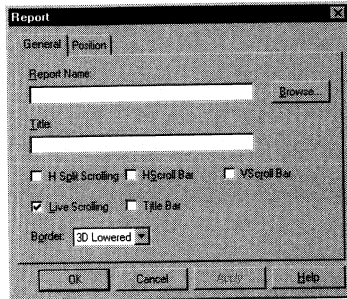 Report
General Position
Report Name:
Browse...
Title:
H Split Scrolling HScroll Bar VScroll Bar
Live Scrolling Title Bar
Border: 3D Lowered
OK Cancel Apply Help